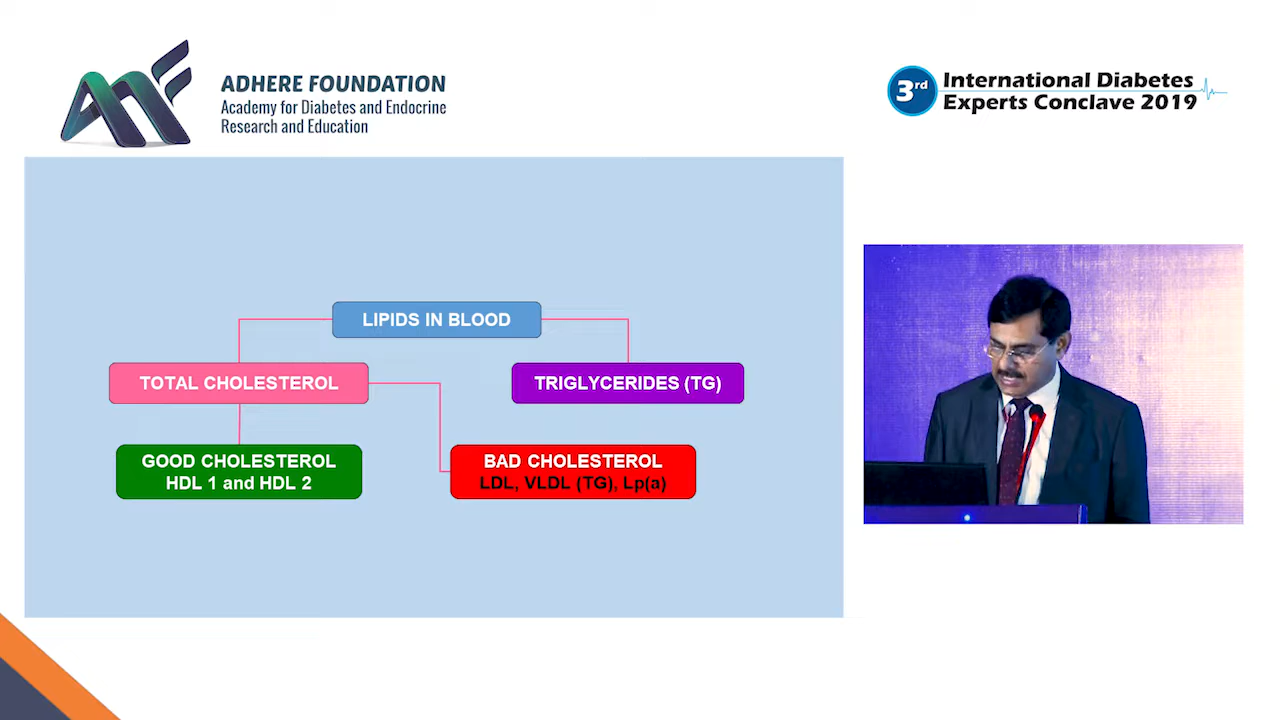 ADHERE FOUNDATION
Academy for Diabetes and Endocrine
Research and Education
3rd
International Diabetes
Experts Conclave 2019
LIPIDS IN BLOOD
TOTAL CHOLESTEROL
TRIGLYCERIDES (TG)
GOOD CHOLESTEROL
HDL 1 and HDL 2
BAD CHOLESTEROL
LDL, VLDL (TG), Lp(a)